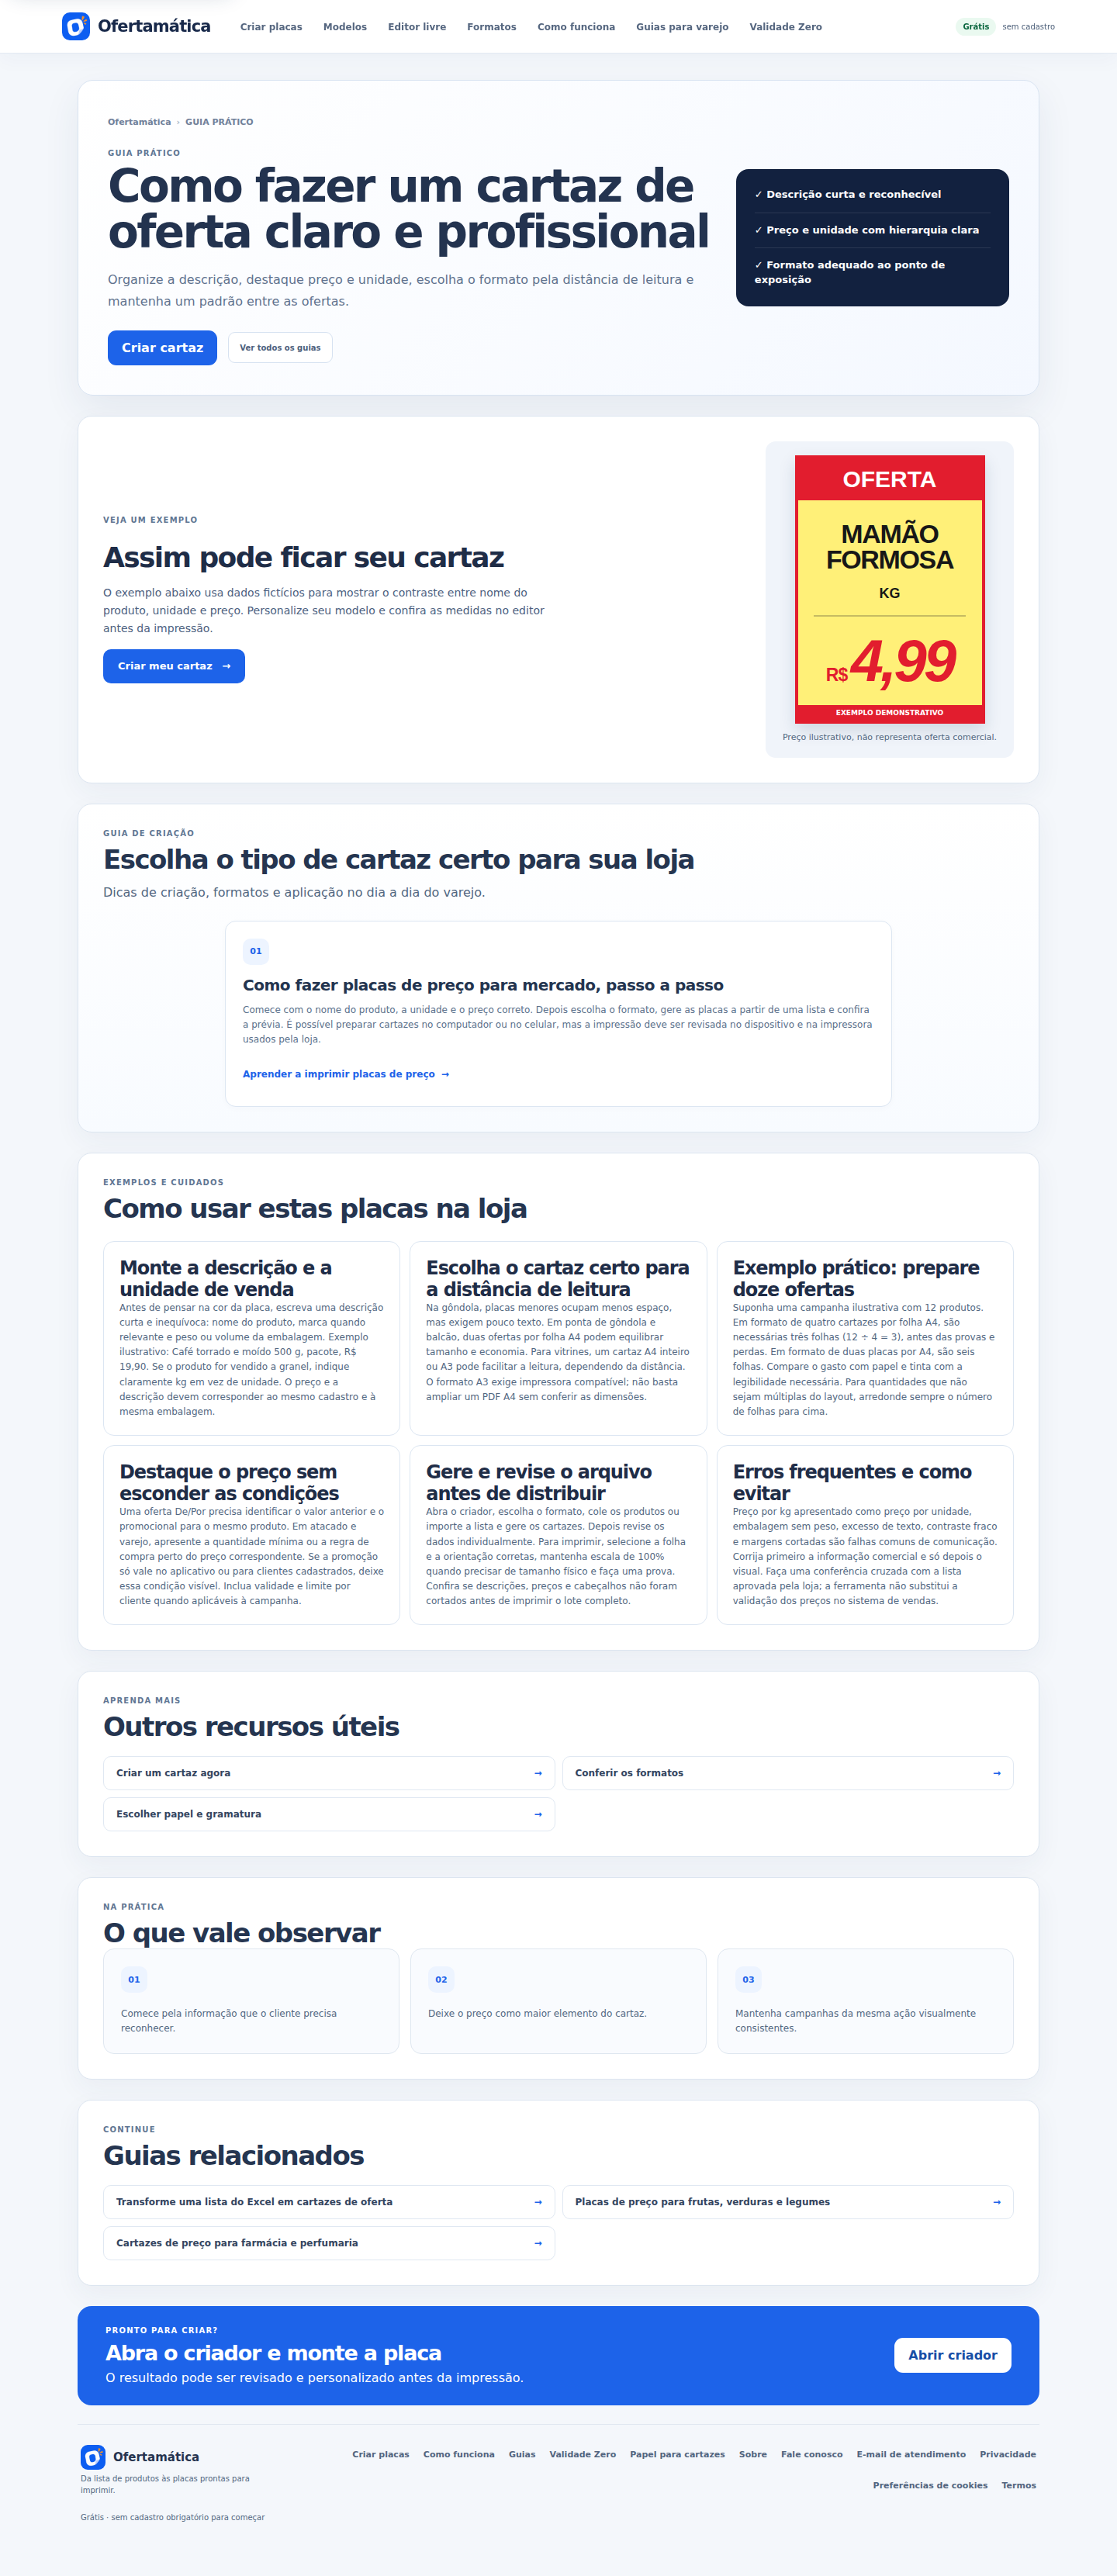 Ofertamática
Criar placas Modelos Editor livre Formatos Como funciona Guias para varejo Validade Zero
Grátis sem cadastro
Ofertamática › GUIA PRÁTICO
GUIA PRÁTICO
Como fazer um cartaz de
oferta claro e profissional
Organize a descrição, destaque preço e unidade, escolha o formato pela distância de leitura e
mantenha um padrão entre as ofertas.
Criar cartaz
Ver todos os guias
✓ Descrição curta e reconhecível
✓ Preço e unidade com hierarquia clara
✓ Formato adequado ao ponto de
exposição
VEJA UM EXEMPLO
Assim pode ficar seu cartaz
O exemplo abaixo usa dados fictícios para mostrar o contraste entre nome do
produto, unidade e preço. Personalize seu modelo e confira as medidas no editor
antes da impressão.
Criar meu cartaz →
OFERTA
MAMÃO
FORMOSA
KG
R$ 4,99
EXEMPLO DEMONSTRATIVO
Preço ilustrativo, não representa oferta comercial.
GUIA DE CRIAÇÃO
Escolha o tipo de cartaz certo para sua loja
Dicas de criação, formatos e aplicação no dia a dia do varejo.
01
Como fazer placas de preço para mercado, passo a passo
Comece com o nome do produto, a unidade e o preço correto. Depois escolha o formato, gere as placas a partir de uma lista e confira
a prévia. É possível preparar cartazes no computador ou no celular, mas a impressão deve ser revisada no dispositivo e na impressora
usados pela loja.
Aprender a imprimir placas de preço →
EXEMPLOS E CUIDADOS
Como usar estas placas na loja
Monte a descrição e a
unidade de venda
Antes de pensar na cor da placa, escreva uma descrição
curta e inequívoca: nome do produto, marca quando
relevante e peso ou volume da embalagem. Exemplo
ilustrativo: Café torrado e moído 500 g, pacote, R$
19,90. Se o produto for vendido a granel, indique
claramente kg em vez de unidade. O preço e a
descrição devem corresponder ao mesmo cadastro e à
mesma embalagem.
Escolha o cartaz certo para
a distância de leitura
Na gôndola, placas menores ocupam menos espaço,
mas exigem pouco texto. Em ponta de gôndola e
balcão, duas ofertas por folha A4 podem equilibrar
tamanho e economia. Para vitrines, um cartaz A4 inteiro
ou A3 pode facilitar a leitura, dependendo da distância.
O formato A3 exige impressora compatível; não basta
ampliar um PDF A4 sem conferir as dimensões.
Exemplo prático: prepare
doze ofertas
Suponha uma campanha ilustrativa com 12 produtos.
Em formato de quatro cartazes por folha A4, são
necessárias três folhas (12 ÷ 4 = 3), antes das provas e
perdas. Em formato de duas placas por A4, são seis
folhas. Compare o gasto com papel e tinta com a
legibilidade necessária. Para quantidades que não
sejam múltiplas do layout, arredonde sempre o número
de folhas para cima.
Destaque o preço sem
esconder as condições
Uma oferta De/Por precisa identificar o valor anterior e o
promocional para o mesmo produto. Em atacado e
varejo, apresente a quantidade mínima ou a regra de
compra perto do preço correspondente. Se a promoção
só vale no aplicativo ou para clientes cadastrados, deixe
essa condição visível. Inclua validade e limite por
cliente quando aplicáveis à campanha.
Gere e revise o arquivo
antes de distribuir
Abra o criador, escolha o formato, cole os produtos ou
importe a lista e gere os cartazes. Depois revise os
dados individualmente. Para imprimir, selecione a folha
e a orientação corretas, mantenha escala de 100%
quando precisar de tamanho físico e faça uma prova.
Confira se descrições, preços e cabeçalhos não foram
cortados antes de imprimir o lote completo.
Erros frequentes e como
evitar
Preço por kg apresentado como preço por unidade,
embalagem sem peso, excesso de texto, contraste fraco
e margens cortadas são falhas comuns de comunicação.
Corrija primeiro a informação comercial e só depois o
visual. Faça uma conferência cruzada com a lista
aprovada pela loja; a ferramenta não substitui a
validação dos preços no sistema de vendas.
APRENDA MAIS
Outros recursos úteis
Criar um cartaz agora →
Conferir os formatos →
Escolher papel e gramatura →
NA PRÁTICA
O que vale observar
01
Comece pela informação que o cliente precisa
reconhecer.
02
Deixe o preço como maior elemento do cartaz.
03
Mantenha campanhas da mesma ação visualmente
consistentes.
CONTINUE
Guias relacionados
Transforme uma lista do Excel em cartazes de oferta →
Placas de preço para frutas, verduras e legumes →
Cartazes de preço para farmácia e perfumaria →
PRONTO PARA CRIAR?
Abra o criador e monte a placa
O resultado pode ser revisado e personalizado antes da impressão.
Abrir criador
Ofertamática
Da lista de produtos às placas prontas para
imprimir.
Grátis · sem cadastro obrigatório para começar
Criar placas Como funciona Guias Validade Zero Papel para cartazes Sobre Fale conosco E-mail de atendimento Privacidade
Preferências de cookies Termos